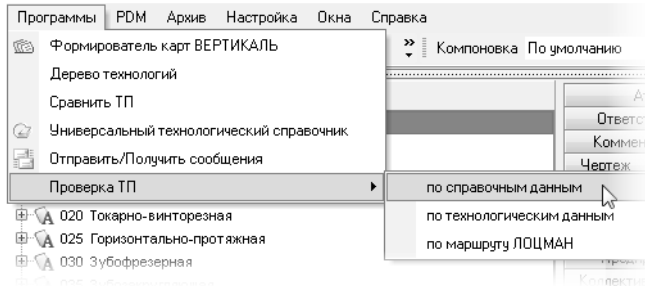 Программы PDM Архив Настройка Окна Справка
Формирователь карт ВЕРТИКАЛЬ
Компоновка По умолчанию
Дерево технологий
Сравнить ТП
Ответс
Универсальный технологический справочник
Коммен
Отправить/Получить сообщения
Чертеж
Проверка ТП
по справочным данным
020 Токарно-винторезная
по технологическим данным
025 Горизонтально-протяжная
по маршруту ЛОЦМАН
030 Зубофрезерная